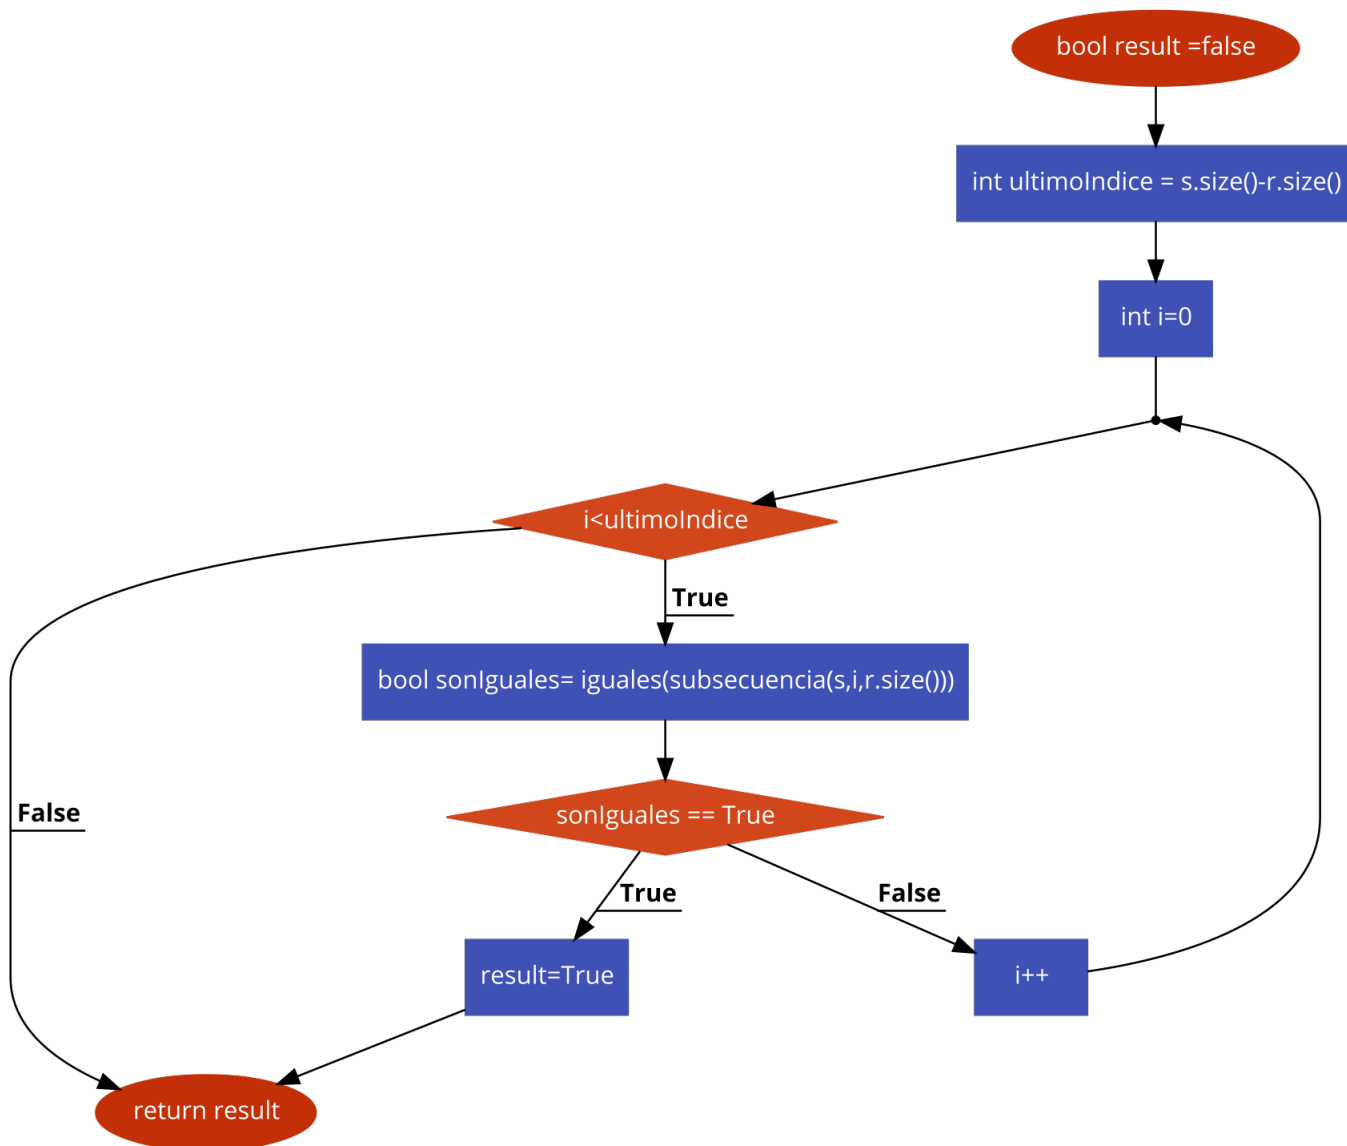 bool result =false
int ultimoIndice = s.size()-r.size()
int i=0
i<ultimoIndice
True
bool sonIguales= iguales(subsecuencia(s,i,r.size()))
False
sonIguales == True
True
False
result=True
i++
return result